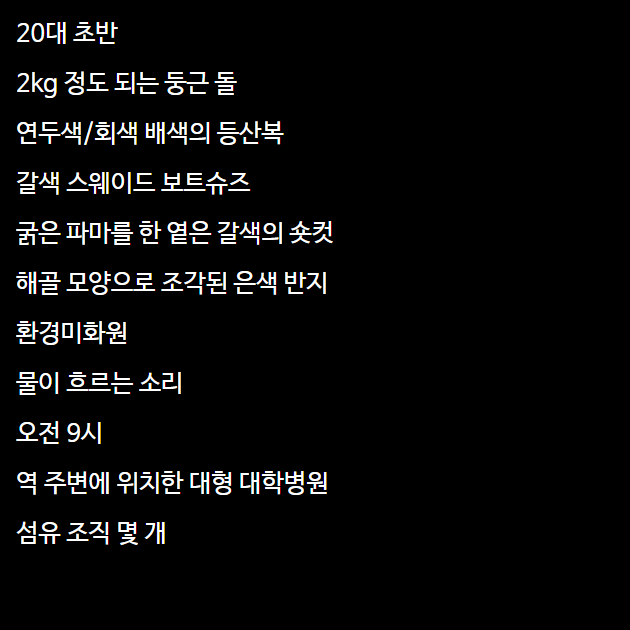 20대 초반
2kg 정도 되는 둥근 돌
연두색/회색 배색의 등산복
갈색 스웨이드 보트슈즈
굵은 파마를 한 옅은 갈색의 숏컷
해골 모양으로 조각된 은색 반지
환경미화원
물이 흐르는 소리
오전 9시
역 주변에 위치한 대형 대학병원
섬유 조직 몇 개